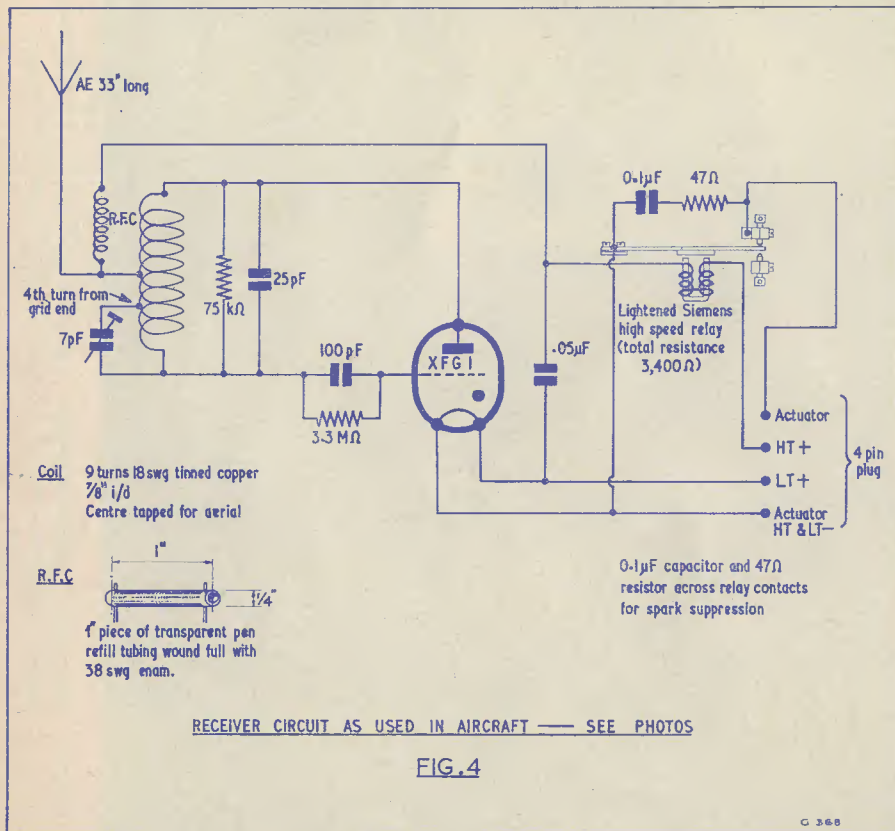 AE 33" long
R.F.C
4th turn from
grid end
7pF
75 kΩ
25pF
100pF
3.3 MΩ
XFG1
.05µF
0.1µF
47Ω
Lightened Siemens
high speed relay
(total resistance
3,400Ω)
Actuator
HT+
LT+
Actuator
HT & LT-
4 pin
plug
Coil
9 turns 18 swg tinned copper
7/8" i/d
Centre tapped for aerial
R.F.C
1"
1/4"
1" piece of transparent pen
refill tubing wound full with
38 swg enam.
0.1µF capacitor and 47Ω
resistor across relay contacts
for spark suppression
RECEIVER CIRCUIT AS USED IN AIRCRAFT — SEE PHOTOS
FIG.4
G 368